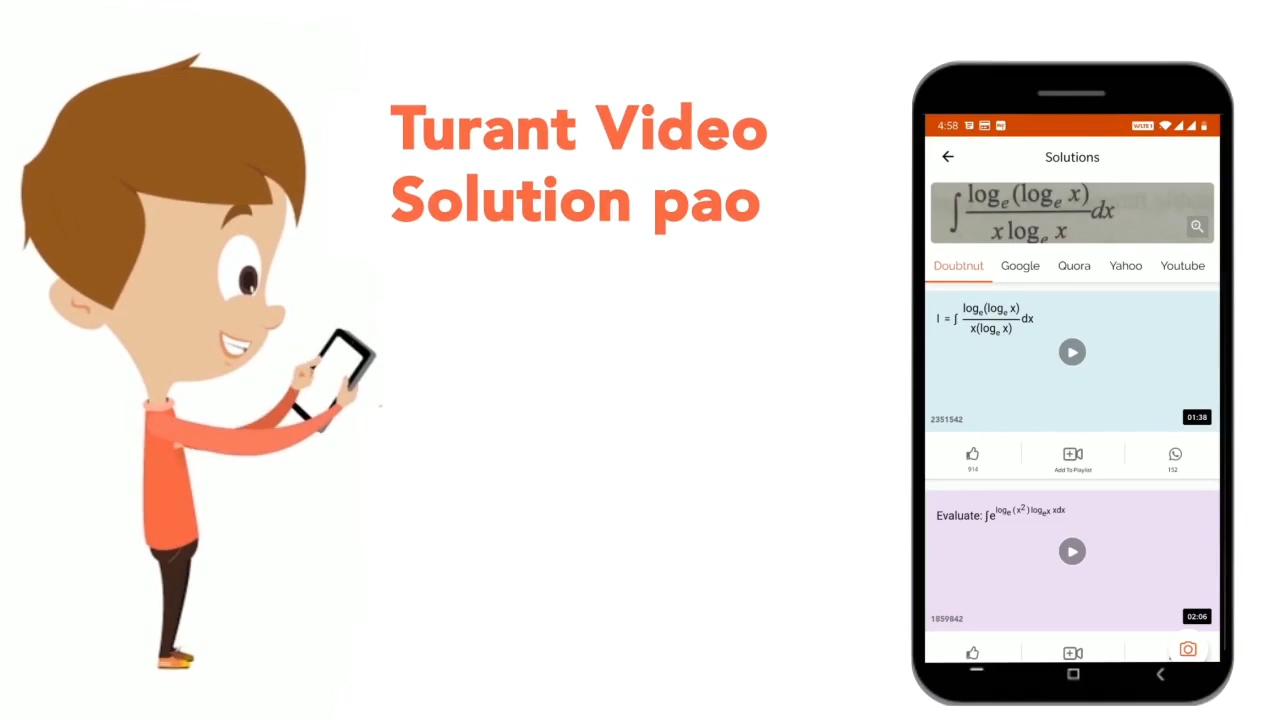 Turant Video
Solution pao
4:58
VoLTE1
Solutions
∫ logₑ(logₑ x) / x logₑ x dx
Doubtnut Google Quora Yahoo Youtube
I = ∫ logₑ(logₑ x) / x(logₑ x) dx
2351542 01:38
914 Add To Playlist 152
Evaluate: ∫e^logₑ(x²)logₑx xdx
1859842 02:06